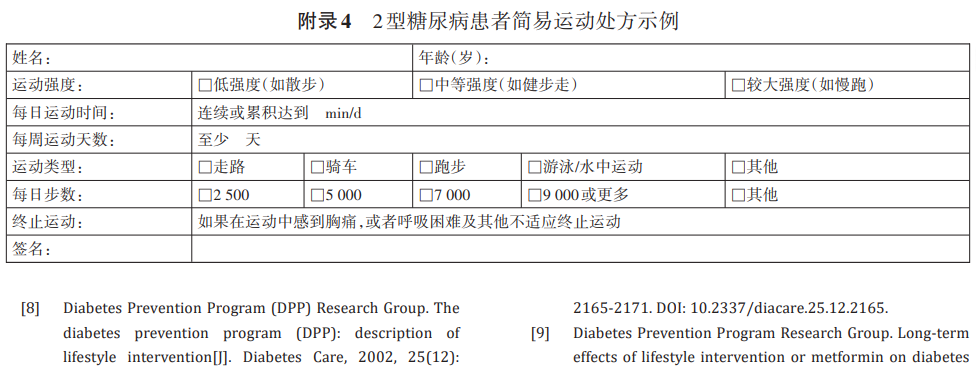 附录4 2型糖尿病患者简易运动处方示例
姓名： 年龄(岁)：
运动强度： □低强度(如散步) □中等强度(如健步走) □较大强度(如慢跑)
每日运动时间： 连续或累积达到 min/d
每周运动天数： 至少 天
运动类型： □走路 □骑车 □跑步 □游泳/水中运动 □其他
每日步数： □2 500 □5 000 □7 000 □9 000或更多 □其他
终止运动： 如果在运动中感到胸痛，或者呼吸困难及其他不适应终止运动
签名：
[8] Diabetes Prevention Program (DPP) Research Group. The
diabetes prevention program (DPP): description of
lifestyle intervention[J]. Diabetes Care, 2002, 25(12):
2165-2171. DOI: 10.2337/diacare.25.12.2165.
[9] Diabetes Prevention Program Research Group. Long-term
effects of lifestyle intervention or metformin on diabetes